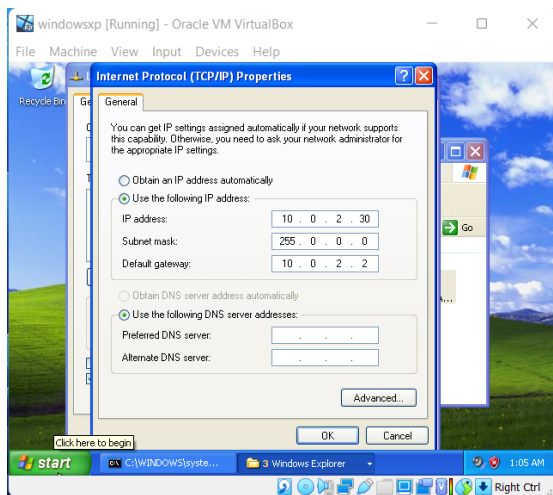 windowsxp [Running] - Oracle VM VirtualBox
File Machine View Input Devices Help
Recycle Bin
Internet Protocol (TCP/IP) Properties
General
You can get IP settings assigned automatically if your network supports
this capability. Otherwise, you need to ask your network administrator for
the appropriate IP settings.
Obtain an IP address automatically
Use the following IP address:
IP address: 10 . 0 . 2 . 30
Subnet mask: 255 . 0 . 0 . 0
Default gateway: 10 . 0 . 2 . 2
Go
Obtain DNS server address automatically
Use the following DNS server addresses:
Preferred DNS server: . . .
Alternate DNS server: . . .
Advanced...
OK Cancel
Click here to begin
start C:\WINDOWS\syste... 3 Windows Explorer 1:05 AM
Right Ctrl